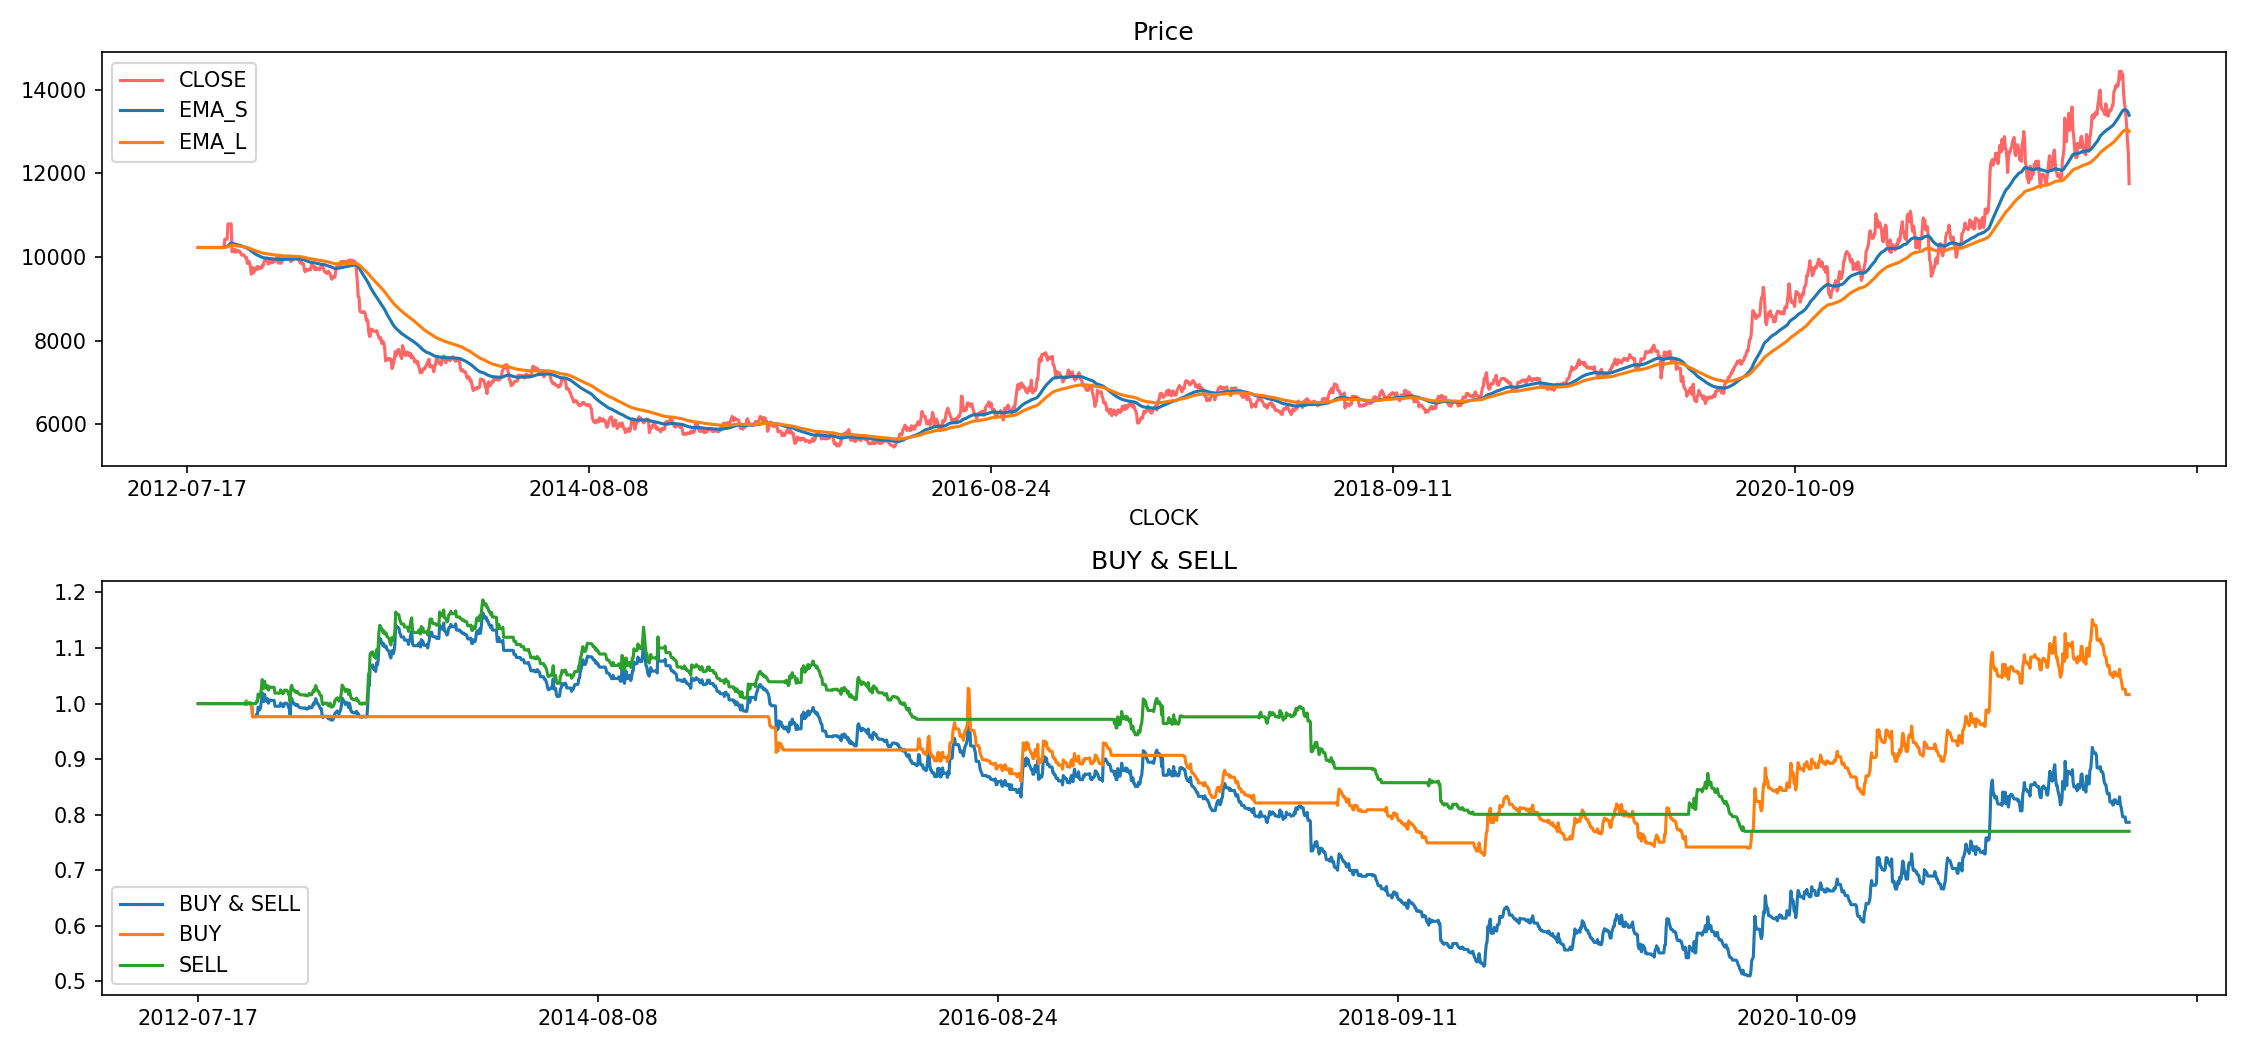 Price
CLOSE
EMA_S
EMA_L
14000
12000
10000
8000
6000
2012-07-17 2014-08-08 2016-08-24 2018-09-11 2020-10-09
CLOCK
BUY & SELL
1.2
1.1
1.0
0.9
0.8
0.7
0.6
0.5
BUY & SELL
BUY
SELL
2012-07-17 2014-08-08 2016-08-24 2018-09-11 2020-10-09